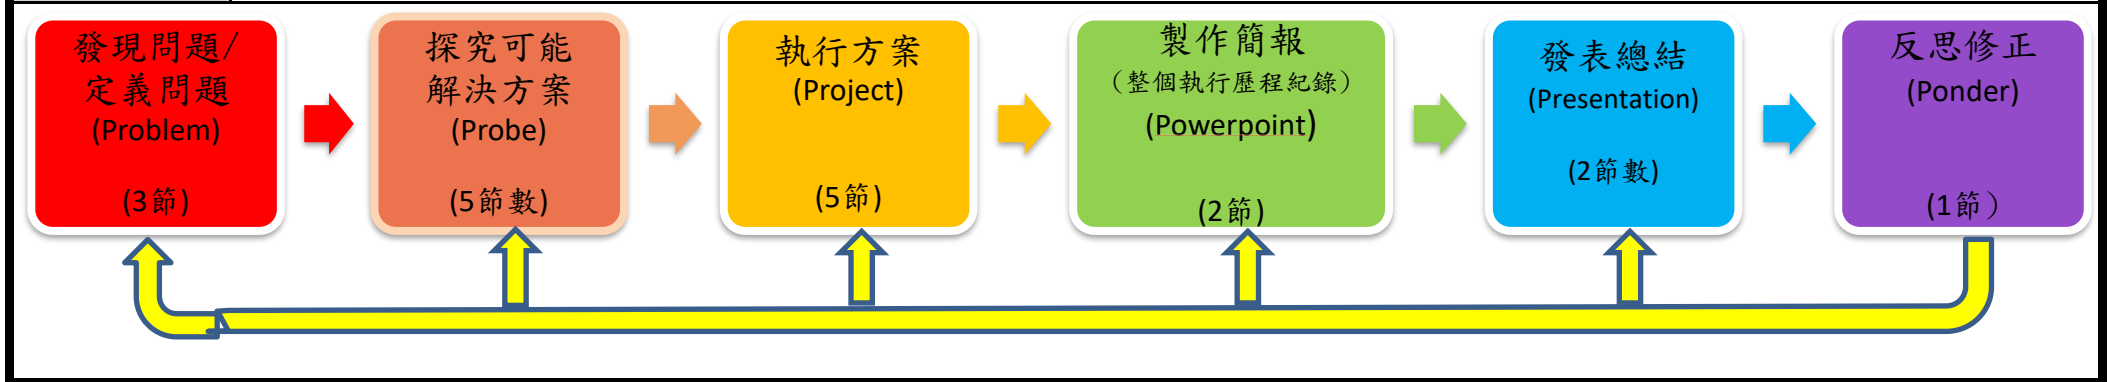 發現問題/
定義問題
(Problem)
(3節)
探究可能
解決方案
(Probe)
(5節數)
執行方案
(Project)
(5節)
製作簡報
（整個執行歷程紀錄）
(Powerpoint)
(2節)
發表總結
(Presentation)
(2節數)
反思修正
(Ponder)
(1節）